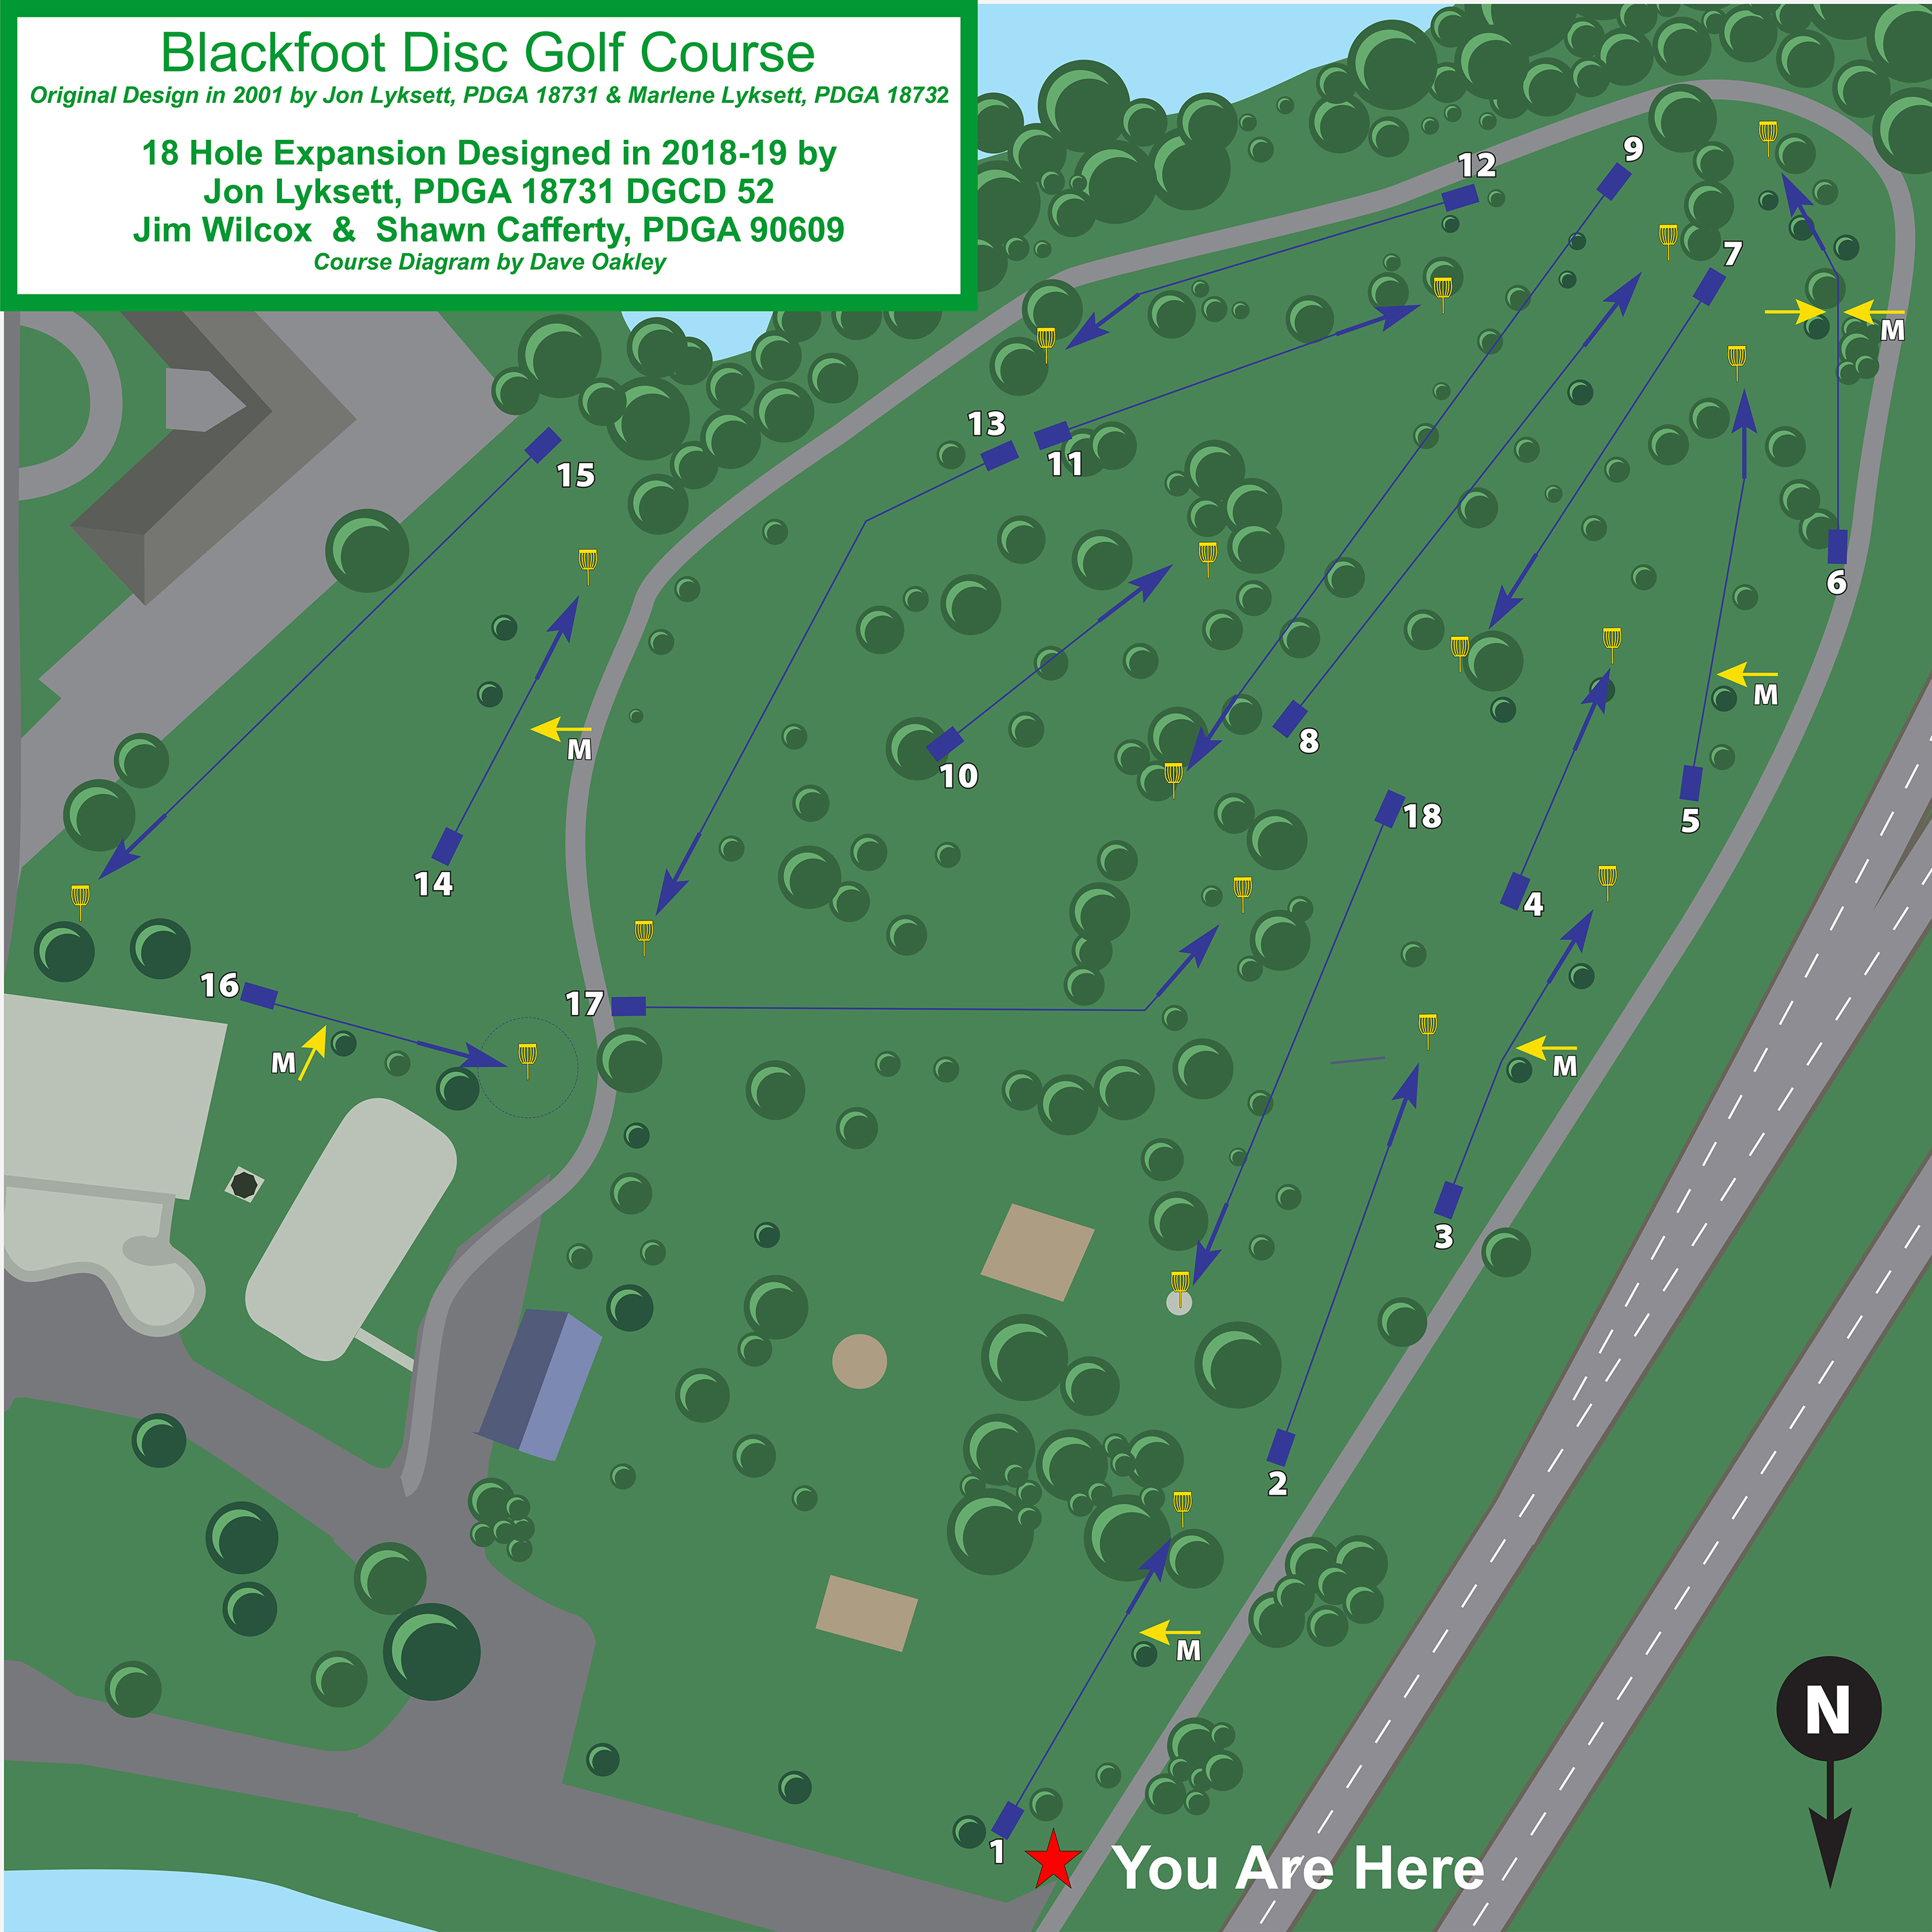 Blackfoot Disc Golf Course
Original Design in 2001 by Jon Lyksett, PDGA 18731 & Marlene Lyksett, PDGA 18732
18 Hole Expansion Designed in 2018-19 by
Jon Lyksett, PDGA 18731 DGCD 52
Jim Wilcox & Shawn Cafferty, PDGA 90609
Course Diagram by Dave Oakley
9
12
7
M
13
11
15
6
M
M
8
10
18
5
14
4
16
17
M
M
3
2
M
N
1
You Are Here